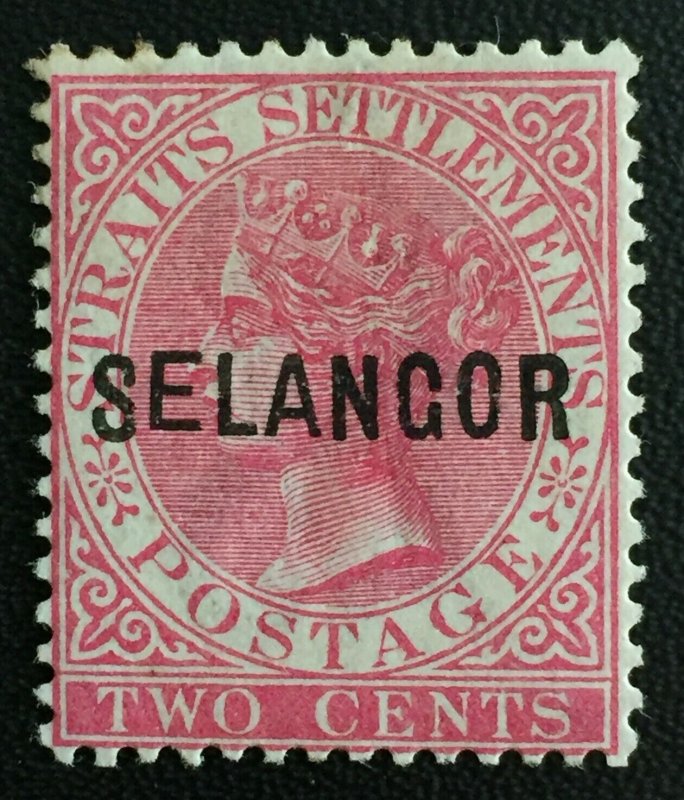 STRAITS SETTLEMENTS
SELANGOR
POSTAGE
TWO CENTS